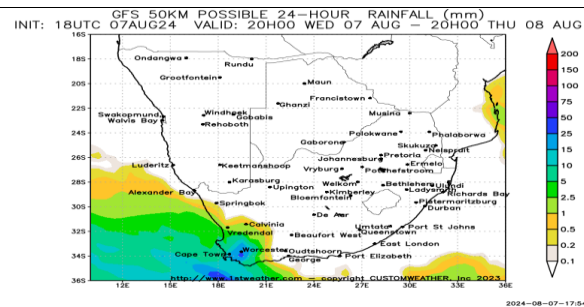 GFS 50KM POSSIBLE 24-HOUR RAINFALL (mm)
INIT: 18UTC 07AUG24 VALID: 20H00 WED 07 AUG - 20H00 THU 08 AUG
16S
18S
20S
22S
24S
26S
28S
30S
32S
34S
36S
12E 15E 18E 21E 24E 27E 30E 33E 36E
Ondangwa
Rundu
Grootfontein
Maun
Francistown
Ghanzi
Musina
Swakopmund
Walvis Bay
Windhoek
Gobabis
Rehoboth
Polokwane
Phalaborwa
Gaborone
Skukuza
Nelspruit
Pretoria
Johannesburg
Ermelo
Luderitz
Keetmanshoop
Vryburg
Potchefstroom
Karasburg
Upington
Welkom
Bethlehem
Ulundi
Ladysmith
Richards Bay
Alexander Bay
Kimberley
Bloemfontein
Springbok
Pietermaritzburg
Durban
De Aar
Calvinia
Vredendal
Beaufort West
Umtata
Port St Johns
Queenstown
East London
Worcester
Cape Town
Oudtshoorn
George
Port Elizabeth
http://www.1stweather.com - copyright CUSTOMWEATHER, Inc 2023
200
150
100
75
50
25
15
10
5
2.5
1
0.5
0.2
0.1
2024-08-07-17:54